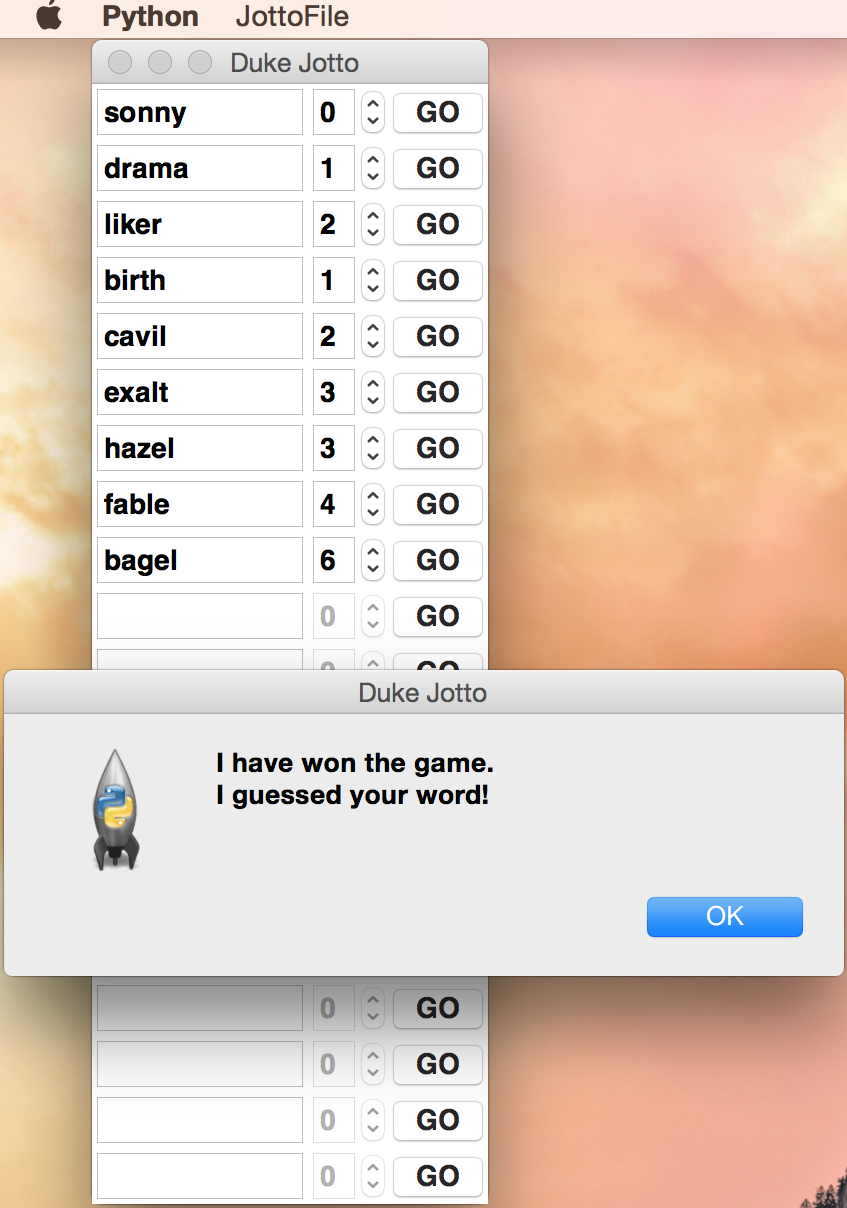 Python JottoFile
Duke Jotto
sonny 0 GO
drama 1 GO
liker 2 GO
birth 1 GO
cavil 2 GO
exalt 3 GO
hazel 3 GO
fable 4 GO
bagel 6 GO
0 GO
0 GO
Duke Jotto
I have won the game.
I guessed your word!
OK
0 GO
0 GO
0 GO
0 GO